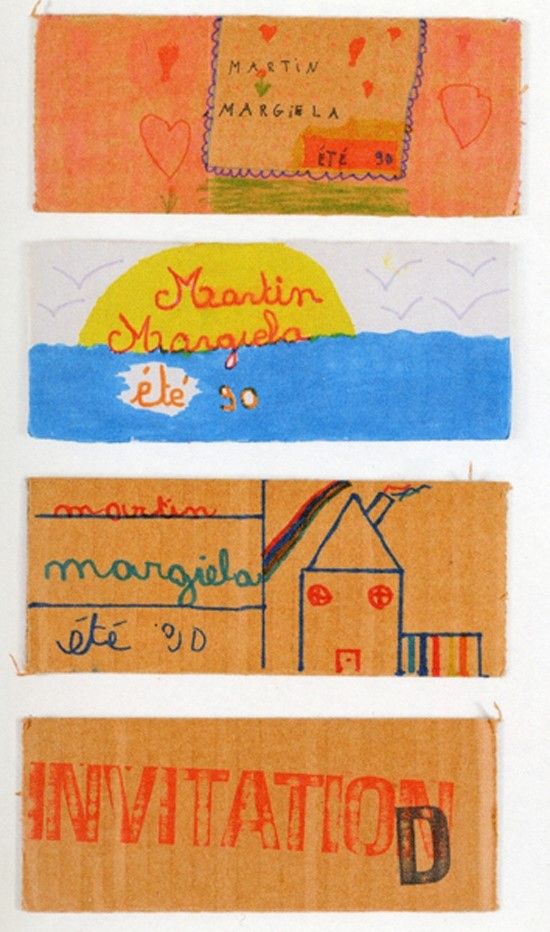 MARTIN
MARGIELA
ÉTÉ 90
Martin
Margiela
été 90
martin
margiela
été '90
INVITATION
D